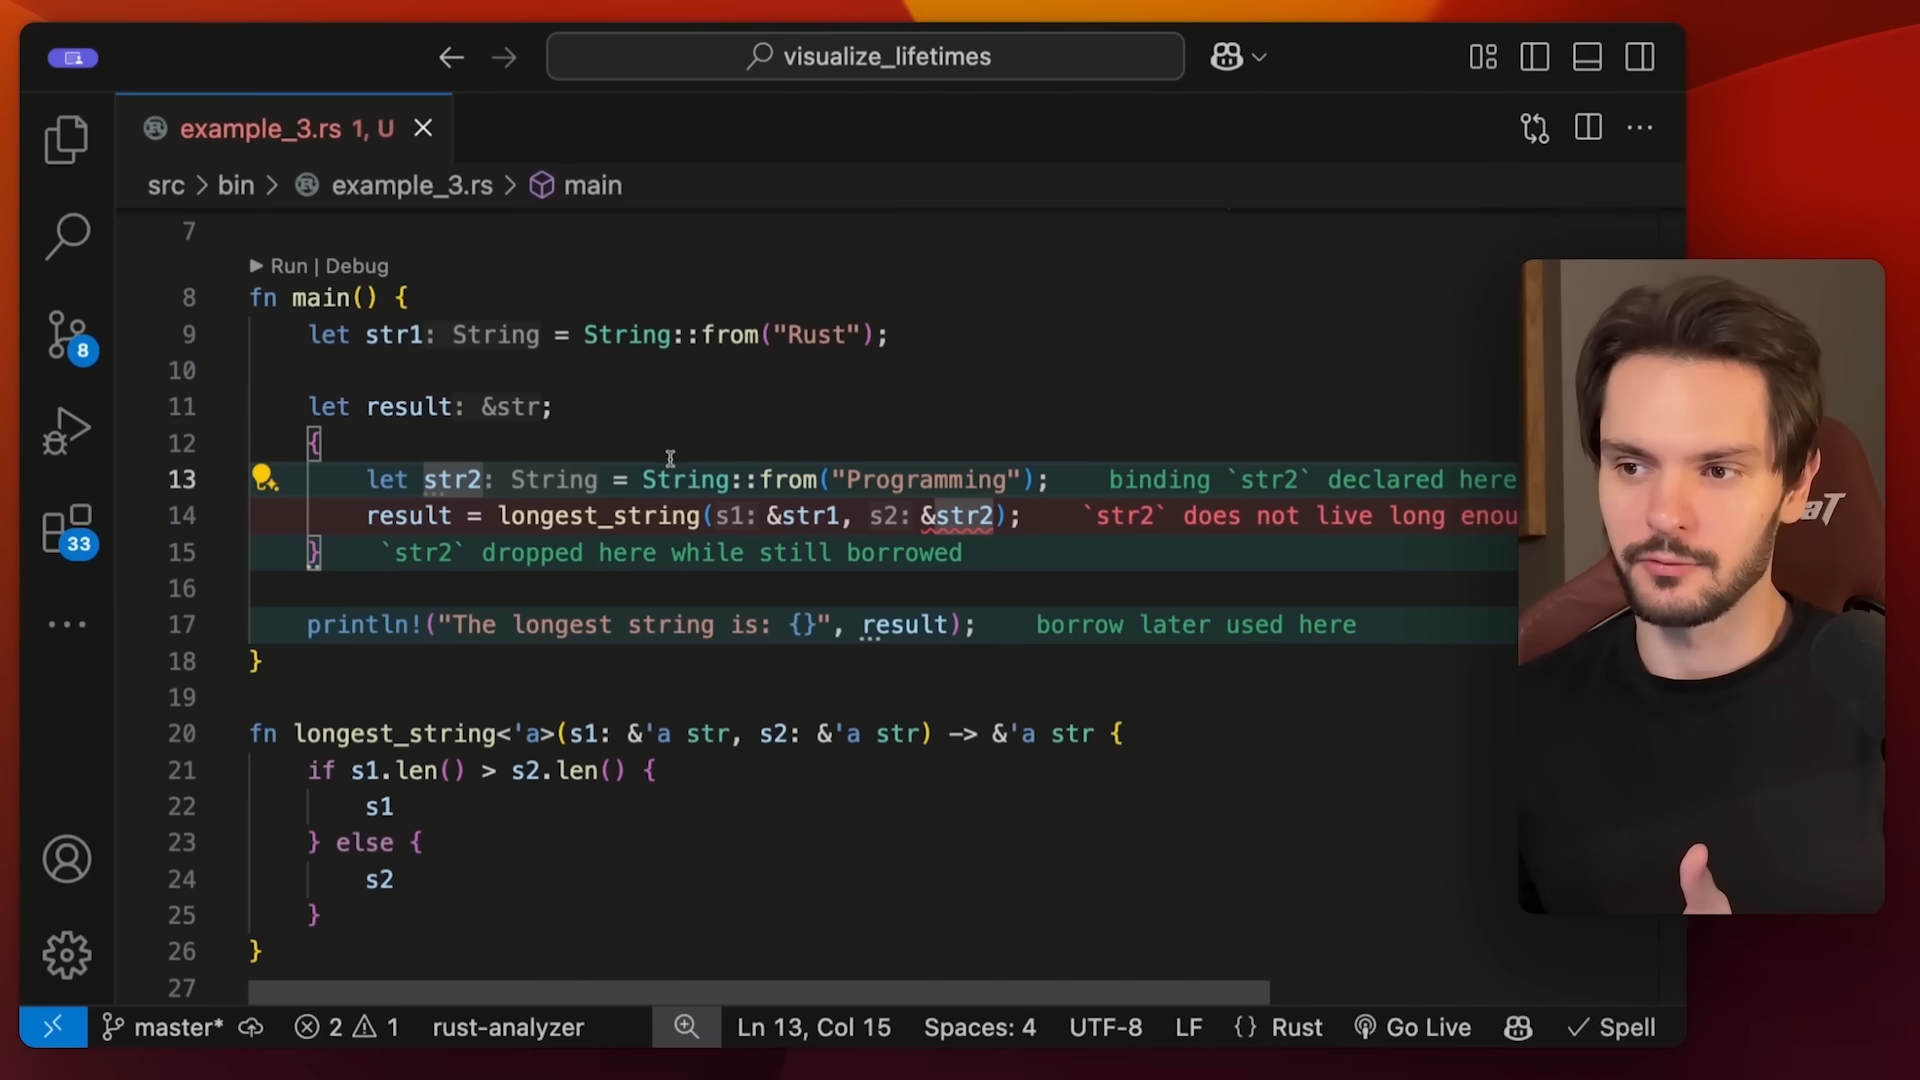 visualize_lifetimes
example_3.rs 1, U
src > bin > example_3.rs > main
7
Run | Debug
8 fn main() {
9 let str1: String = String::from("Rust");
10
11 let result: &str;
12 {
13 let str2: String = String::from("Programming"); binding `str2` declared here
14 result = longest_string(s1: &str1, s2: &str2); `str2` does not live long enou
15 } `str2` dropped here while still borrowed
16
17 println!("The longest string is: {}", result); borrow later used here
18 }
19
20 fn longest_string<'a>(s1: &'a str, s2: &'a str) -> &'a str {
21 if s1.len() > s2.len() {
22 s1
23 } else {
24 s2
25 }
26 }
27
8
33
master* 2 1 rust-analyzer Ln 13, Col 15 Spaces: 4 UTF-8 LF {} Rust Go Live Spell